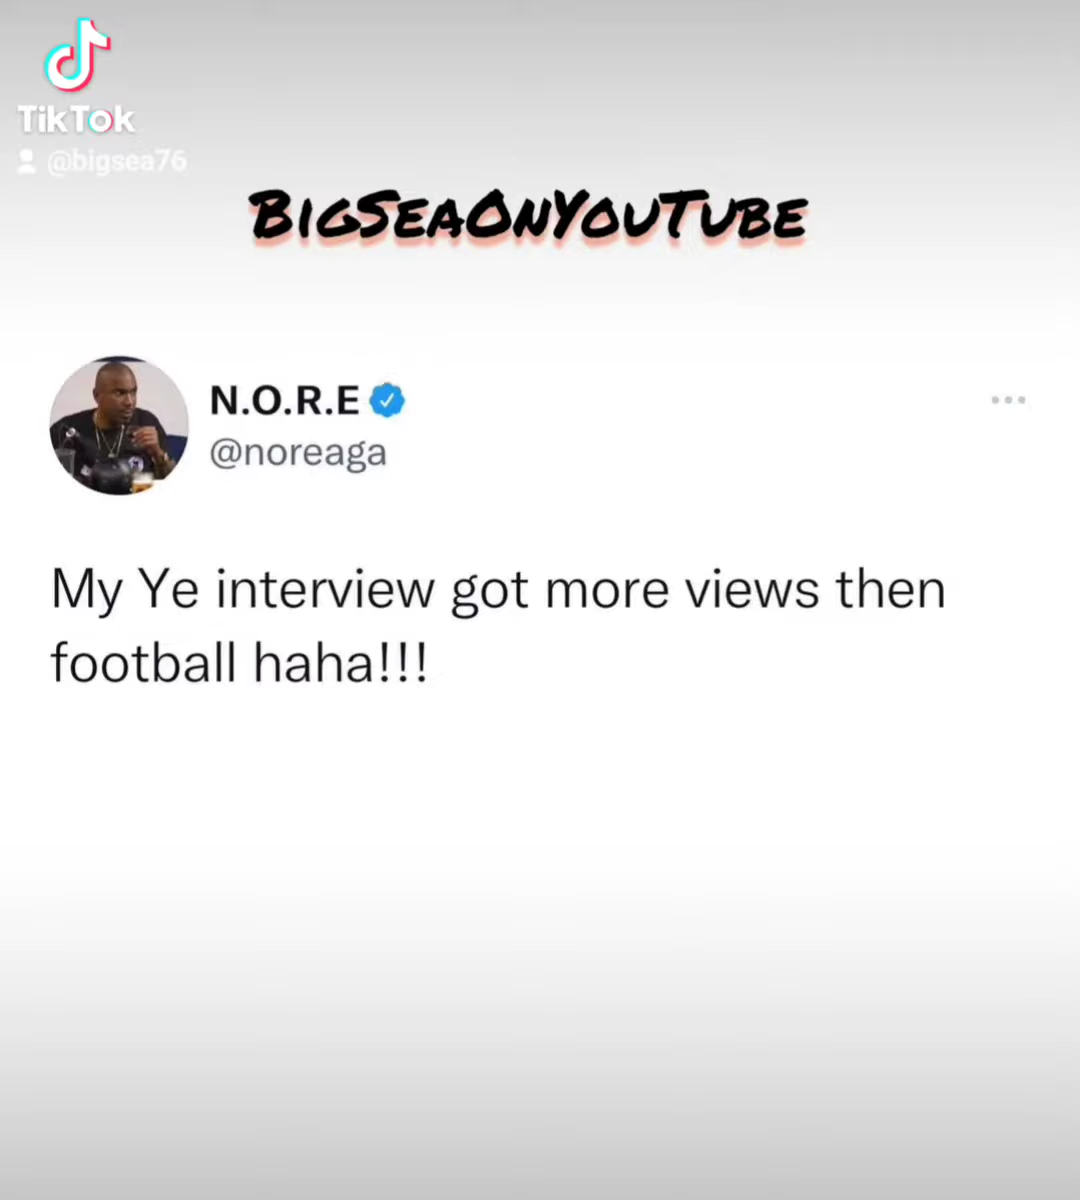 TikTok
@bigsea76
BigSeaOnYouTube
N.O.R.E
@noreaga
My Ye interview got more views then
football haha!!!